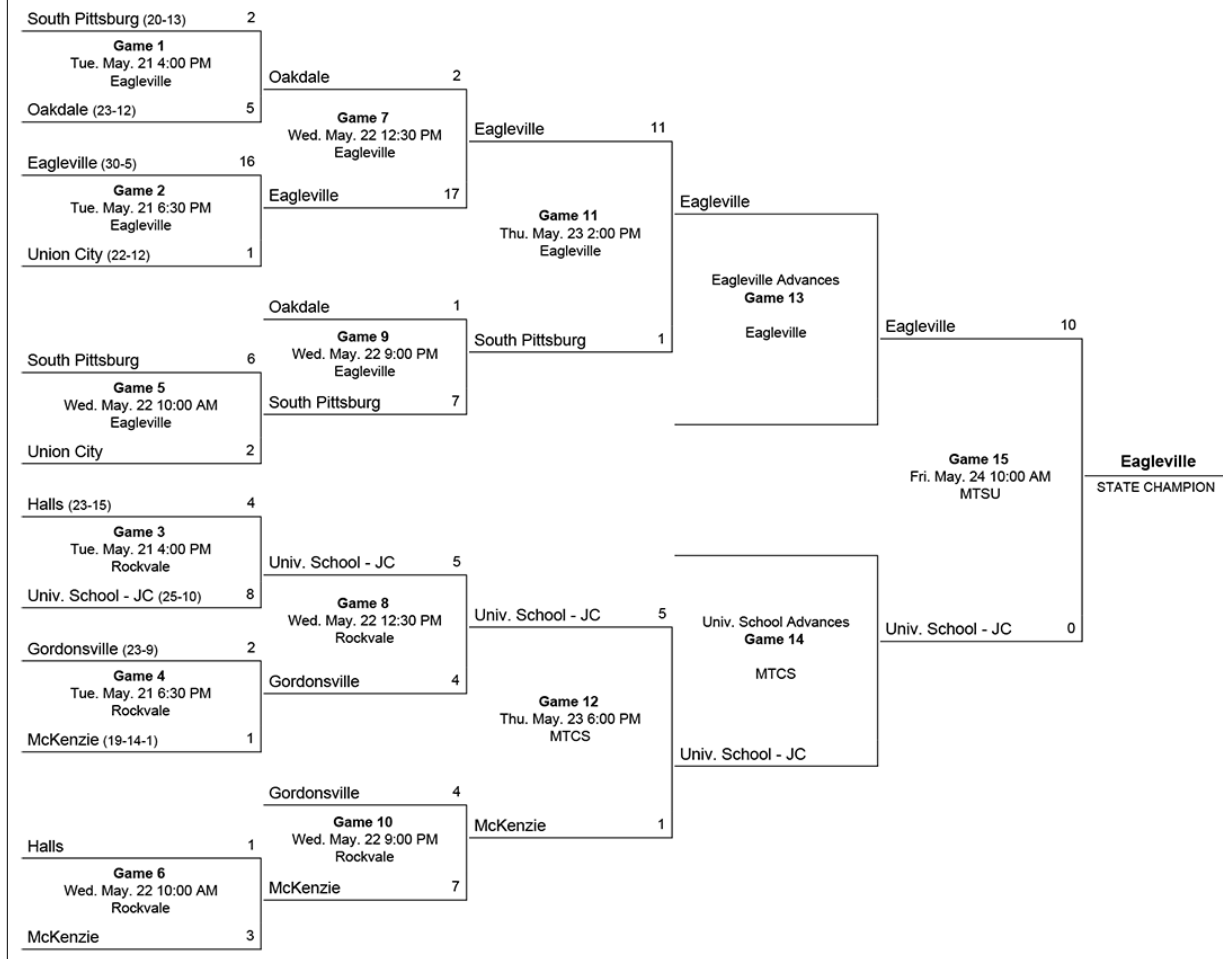 South Pittsburg (20-13) 2
Game 1
Tue. May. 21 4:00 PM
Eagleville
Oakdale (23-12) 5
Eagleville (30-5) 16
Game 2
Tue. May. 21 6:30 PM
Eagleville
Union City (22-12) 1
South Pittsburg 6
Game 5
Wed. May. 22 10:00 AM
Eagleville
Union City 2
Halls (23-15) 4
Game 3
Tue. May. 21 4:00 PM
Rockvale
Univ. School - JC (25-10) 8
Gordonsville (23-9) 2
Game 4
Tue. May. 21 6:30 PM
Rockvale
McKenzie (19-14-1) 1
Halls 1
Game 6
Wed. May. 22 10:00 AM
Rockvale
McKenzie 3
Oakdale 2
Game 7
Wed. May. 22 12:30 PM
Eagleville
Eagleville 17
Oakdale 1
Game 9
Wed. May. 22 9:00 PM
Eagleville
South Pittsburg 7
Univ. School - JC 5
Game 8
Wed. May. 22 12:30 PM
Rockvale
Gordonsville 4
Gordonsville 4
Game 10
Wed. May. 22 9:00 PM
Rockvale
McKenzie 7
Eagleville 11
Game 11
Thu. May. 23 2:00 PM
Eagleville
South Pittsburg 1
Univ. School - JC 5
Game 12
Thu. May. 23 6:00 PM
MTCS
McKenzie 1
Eagleville
Eagleville Advances
Game 13
Eagleville
Univ. School Advances
Game 14
MTCS
Univ. School - JC
Eagleville 10
Game 15
Fri. May. 24 10:00 AM
MTSU
Univ. School - JC 0
Eagleville
STATE CHAMPION